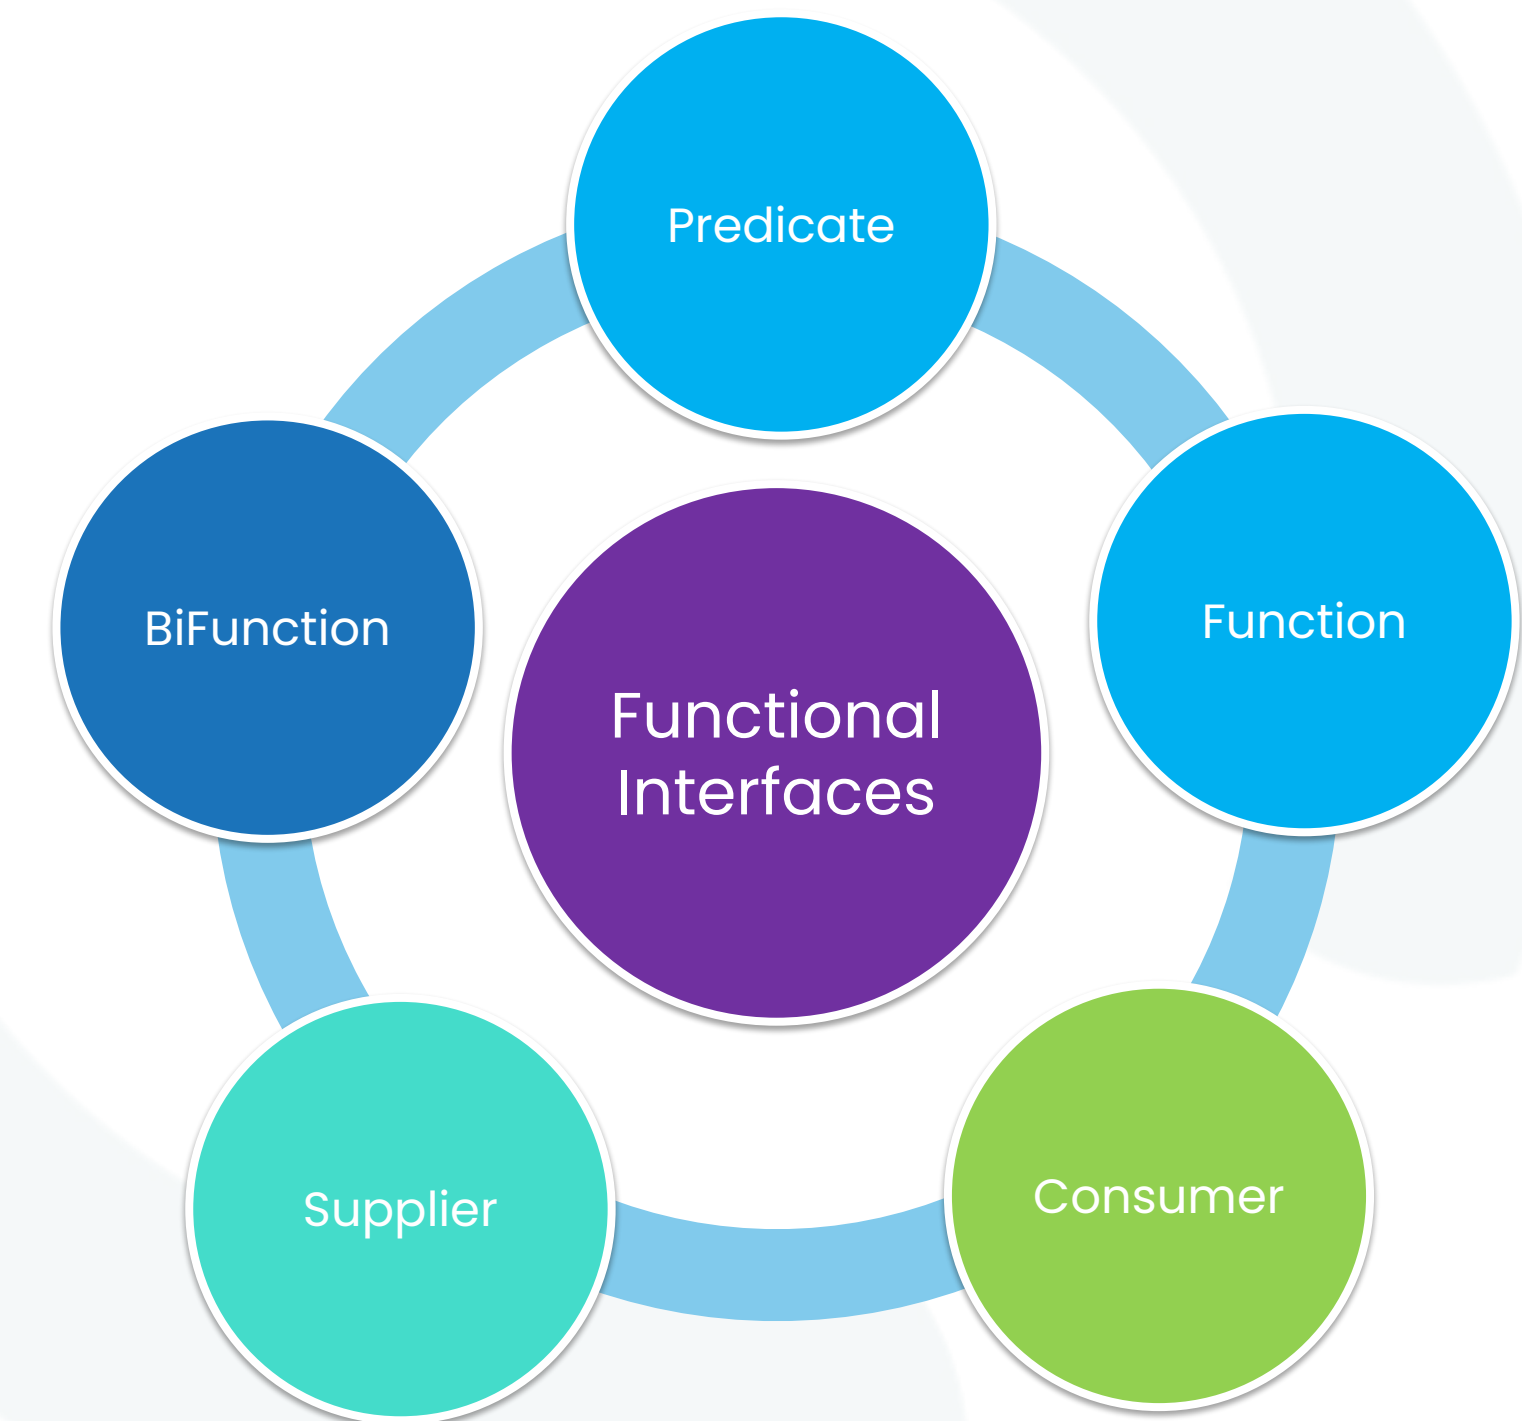 Predicate
Function
BiFunction
Functional
Interfaces
Consumer
Supplier